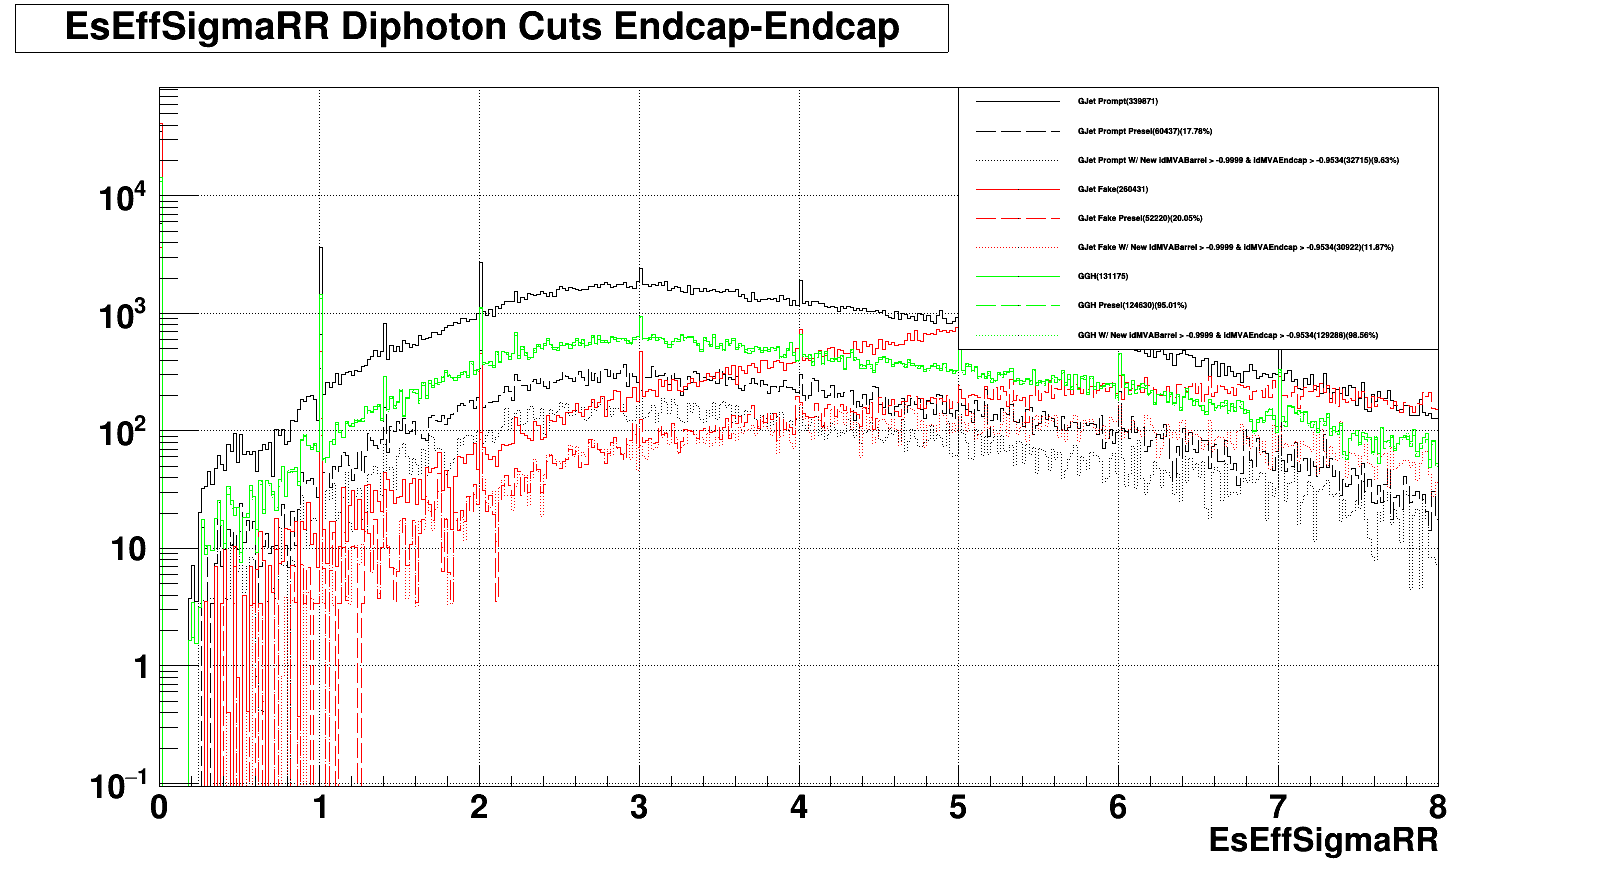 EsEffSigmaRR Diphoton Cuts Endcap-Endcap
GJet Prompt(339871)
GJet Prompt Presel(60437)(17.78%)
GJet Prompt W/ New idMVABarrel > -0.9999 & idMVAEndcap > -0.9534(32715)(9.63%)
GJet Fake(260431)
GJet Fake Presel(52220)(20.05%)
GJet Fake W/ New idMVABarrel > -0.9999 & idMVAEndcap > -0.9534(30922)(11.87%)
GGH(131175)
GGH Presel(124630)(95.01%)
GGH W/ New idMVABarrel > -0.9999 & idMVAEndcap > -0.9534(129286)(98.56%)
10⁴
10³
10²
10
1
10⁻¹
0 1 2 3 4 5 6 7 8
EsEffSigmaRR